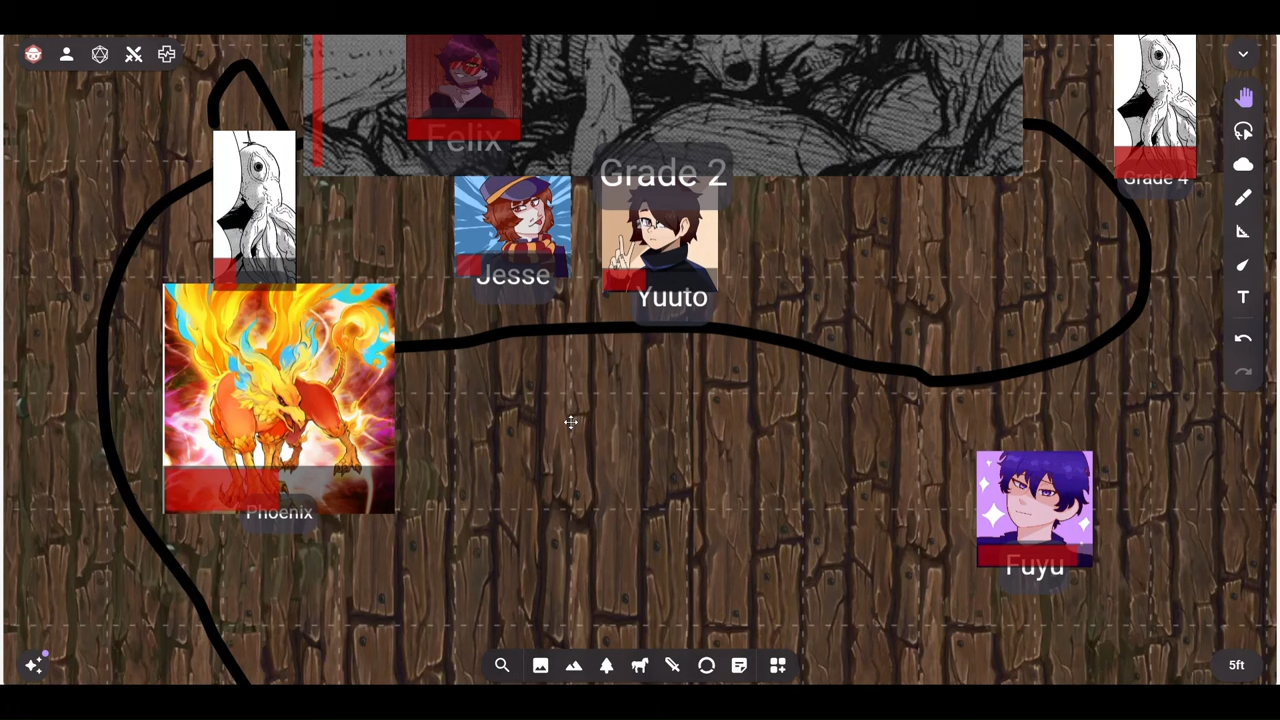 Felix
Grade 2
Grade 4
Jesse
Yuuto
Phoenix
Fuyu
T
5ft